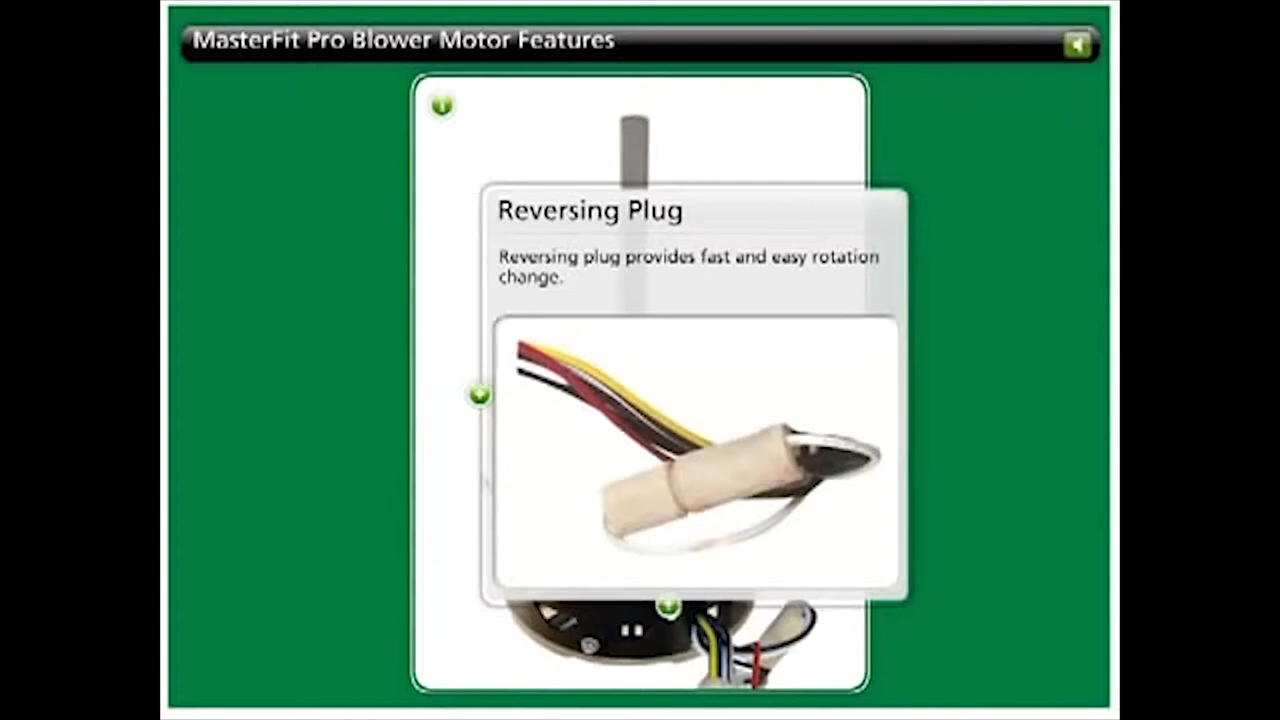 MasterFit Pro Blower Motor Features
Reversing Plug
Reversing plug provides fast and easy rotation
change.